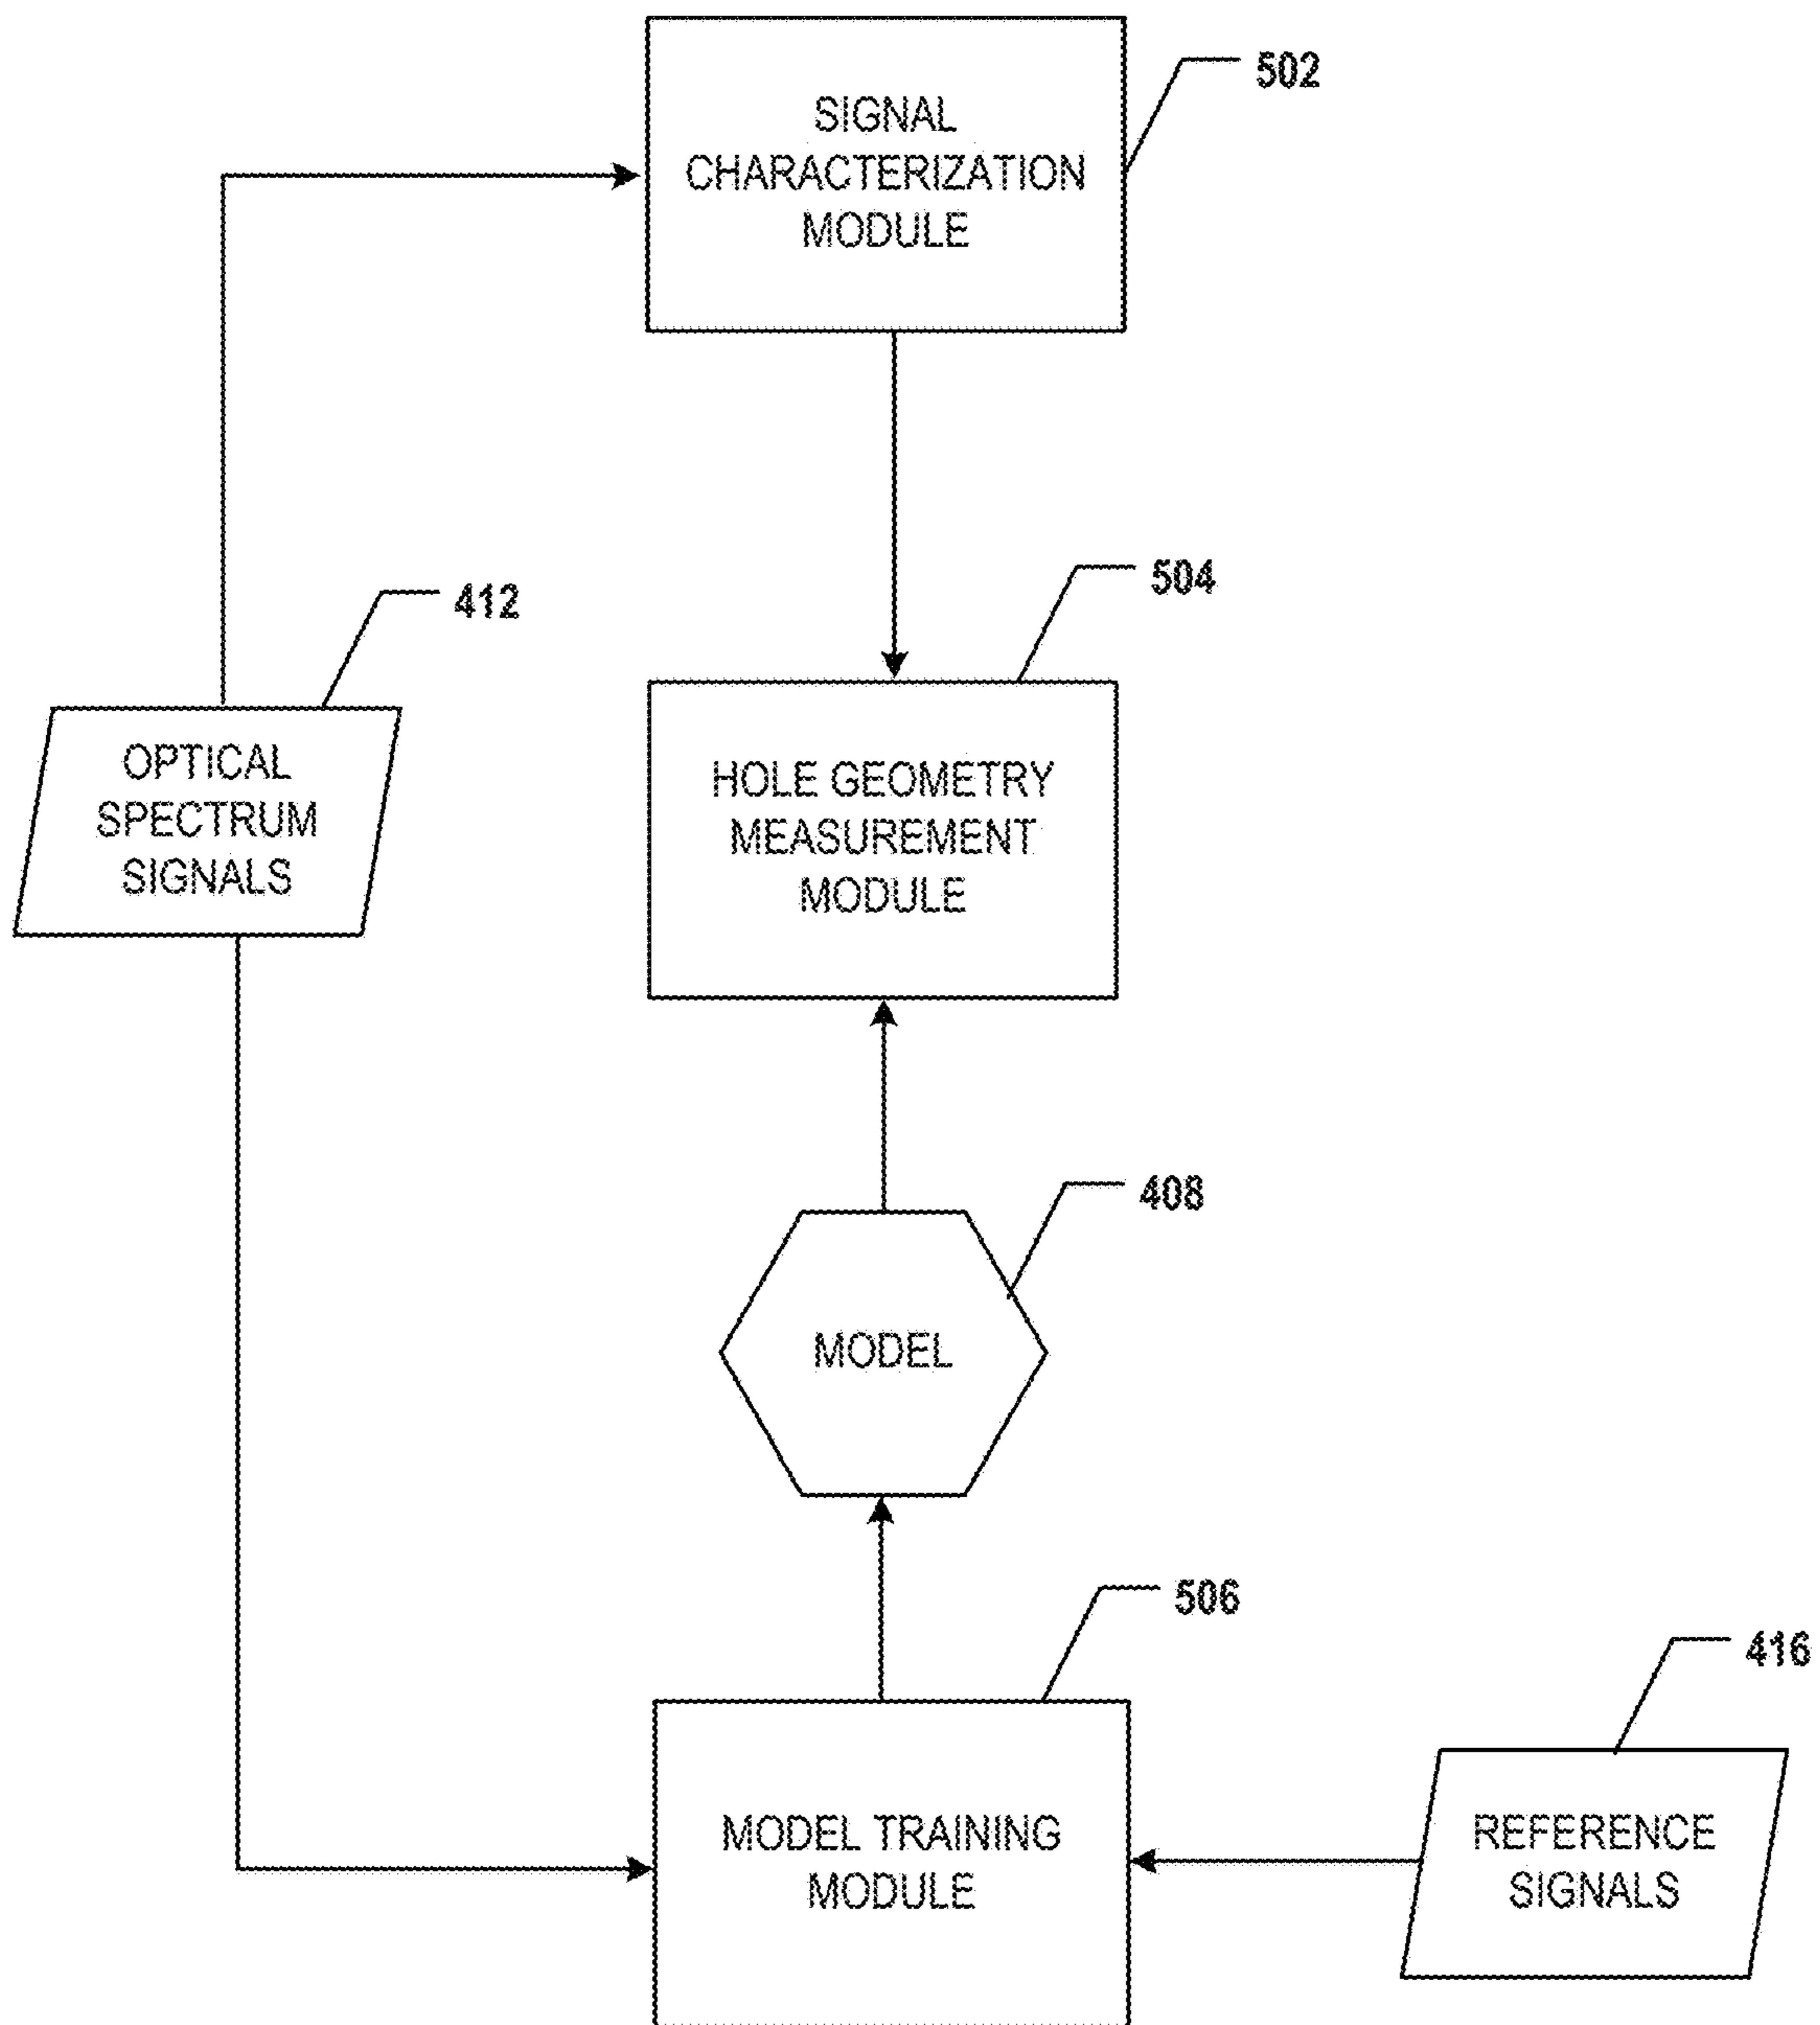 SIGNAL
CHARACTERIZATION
MODULE
502
412
OPTICAL
SPECTRUM
SIGNALS
504
HOLE GEOMETRY
MEASUREMENT
MODULE
408
MODEL
506
MODEL TRAINING
MODULE
416
REFERENCE
SIGNALS